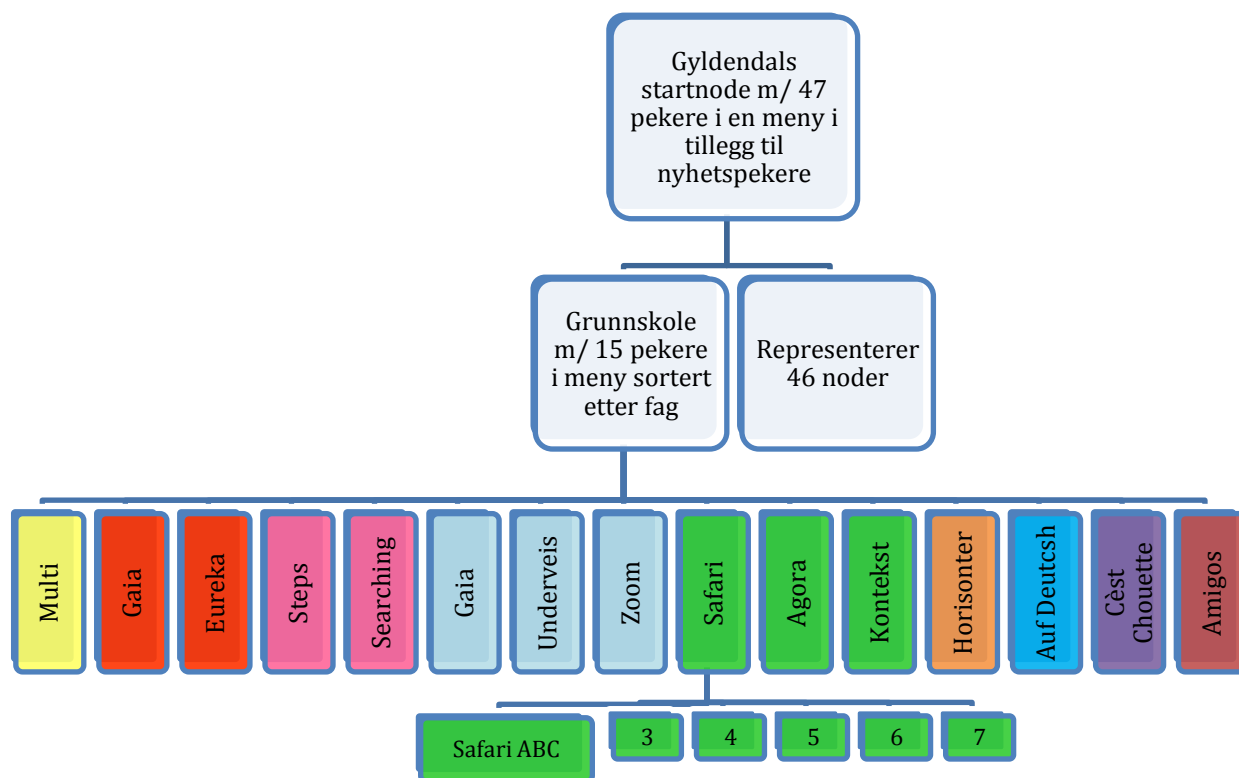 Gyldendals
startnode m/ 47
pekere i en meny i
tillegg til
nyhetspekere
Grunnskole
m/ 15 pekere
i meny sortert
etter fag
Representerer
46 noder
Multi
Gaia
Eureka
Steps
Searching
Gaia
Underveis
Zoom
Safari
Agora
Kontekst
Horisonter
Auf Deutcsh
Cèst
Chouette
Amigos
Safari ABC
3
4
5
6
7